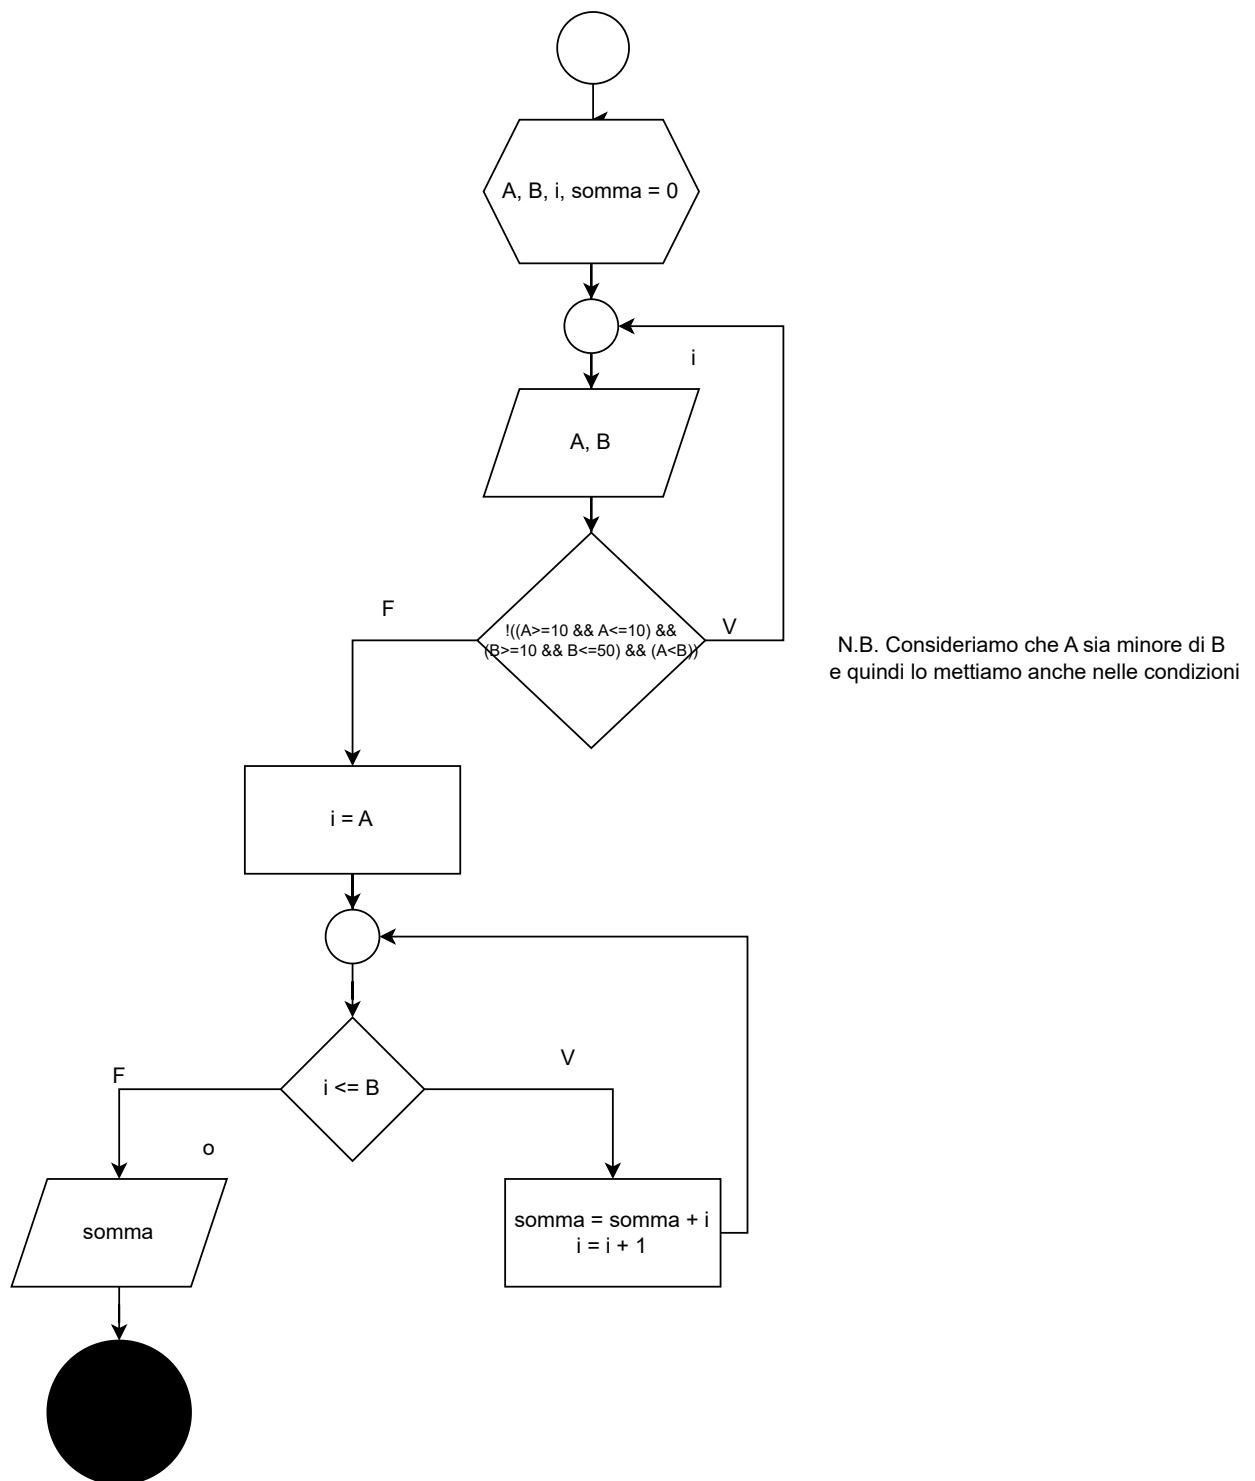 A, B, i, somma = 0
i
A, B
F
!((A>=10 && A<=10) &&
(B>=10 && B<=50) && (A<B))
V
N.B. Consideriamo che A sia minore di B
e quindi lo mettiamo anche nelle condizioni
i = A
V
i <= B
F
o
somma
somma = somma + i
i = i + 1